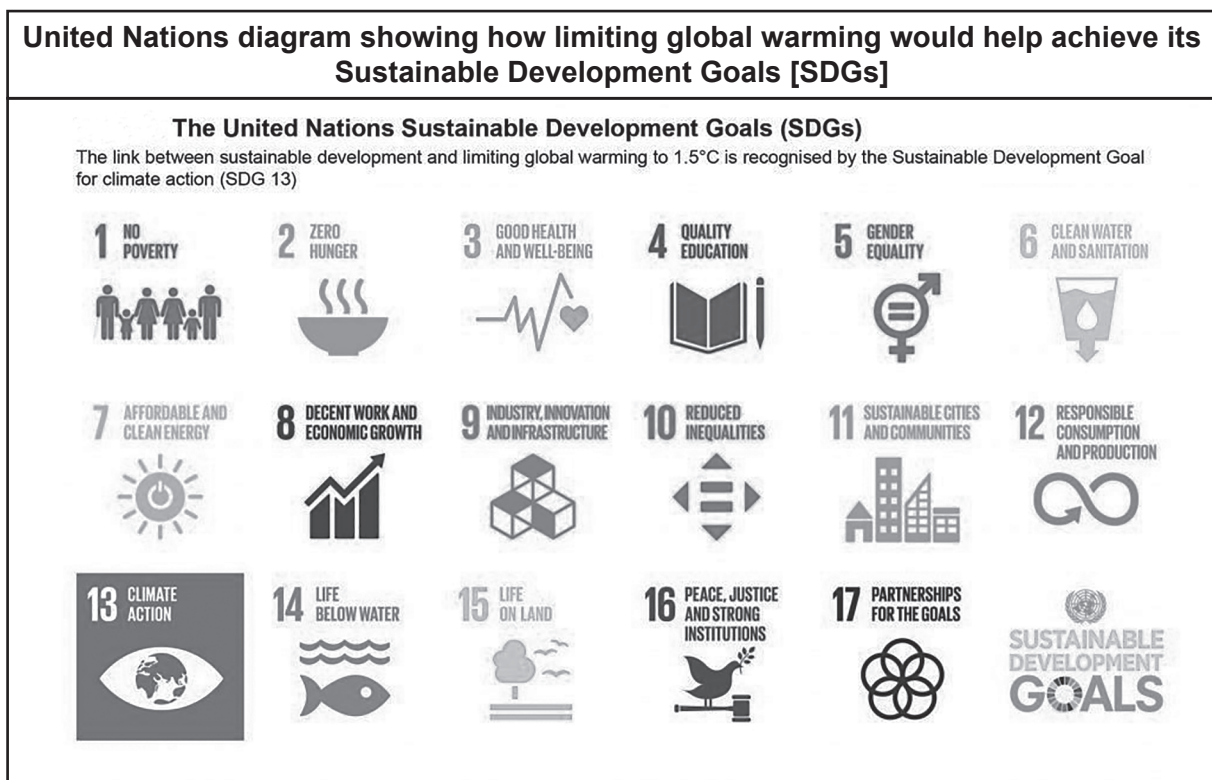 United Nations diagram showing how limiting global warming would help achieve its
Sustainable Development Goals [SDGs]
The United Nations Sustainable Development Goals (SDGs)
The link between sustainable development and limiting global warming to 1.5°C is recognised by the Sustainable Development Goal
for climate action (SDG 13)
1 NO
POVERTY
2 ZERO
HUNGER
3 GOOD HEALTH
AND WELL-BEING
4 QUALITY
EDUCATION
5 GENDER
EQUALITY
6 CLEAN WATER
AND SANITATION
7 AFFORDABLE AND
CLEAN ENERGY
8 DECENT WORK AND
ECONOMIC GROWTH
9 INDUSTRY, INNOVATION
AND INFRASTRUCTURE
10 REDUCED
INEQUALITIES
11 SUSTAINABLE CITIES
AND COMMUNITIES
12 RESPONSIBLE
CONSUMPTION
AND PRODUCTION
13 CLIMATE
ACTION
14 LIFE
BELOW WATER
15 LIFE
ON LAND
16 PEACE, JUSTICE
AND STRONG
INSTITUTIONS
17 PARTNERSHIPS
FOR THE GOALS
SUSTAINABLE
DEVELOPMENT
GOALS